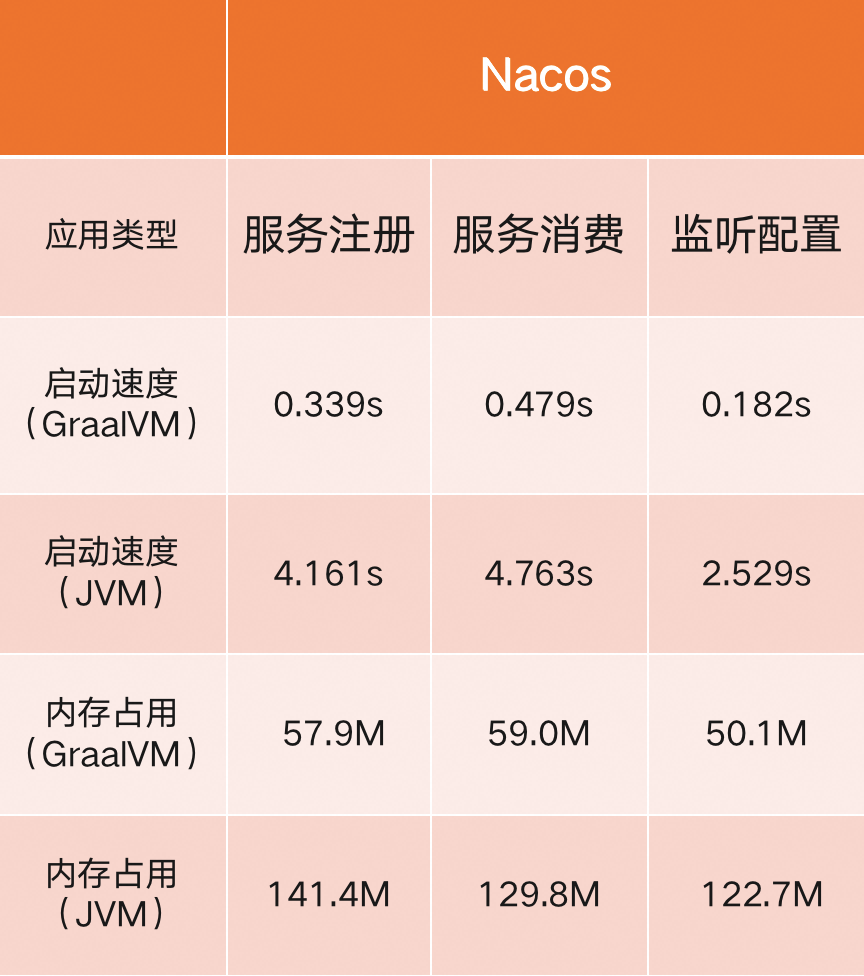 Nacos
应用类型 服务注册 服务消费 监听配置
启动速度
（GraalVM） 0.339s 0.479s 0.182s
启动速度
（JVM） 4.161s 4.763s 2.529s
内存占用
（GraalVM） 57.9M 59.0M 50.1M
内存占用
（JVM） 141.4M 129.8M 122.7M